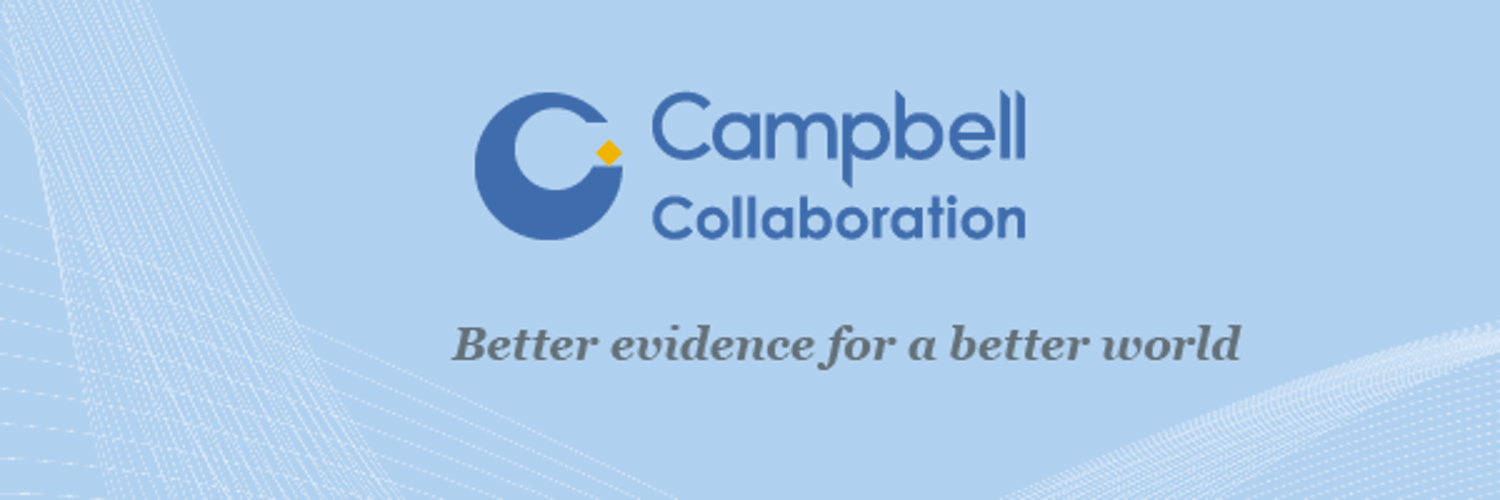 Campbell
Collaboration
Better evidence for a better world